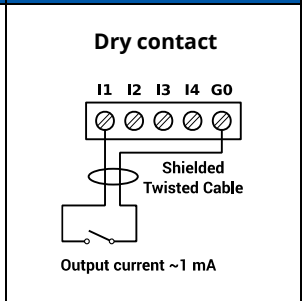 Dry contact
I1 I2 I3 I4 G0
Shielded
Twisted Cable
Output current ~1 mA